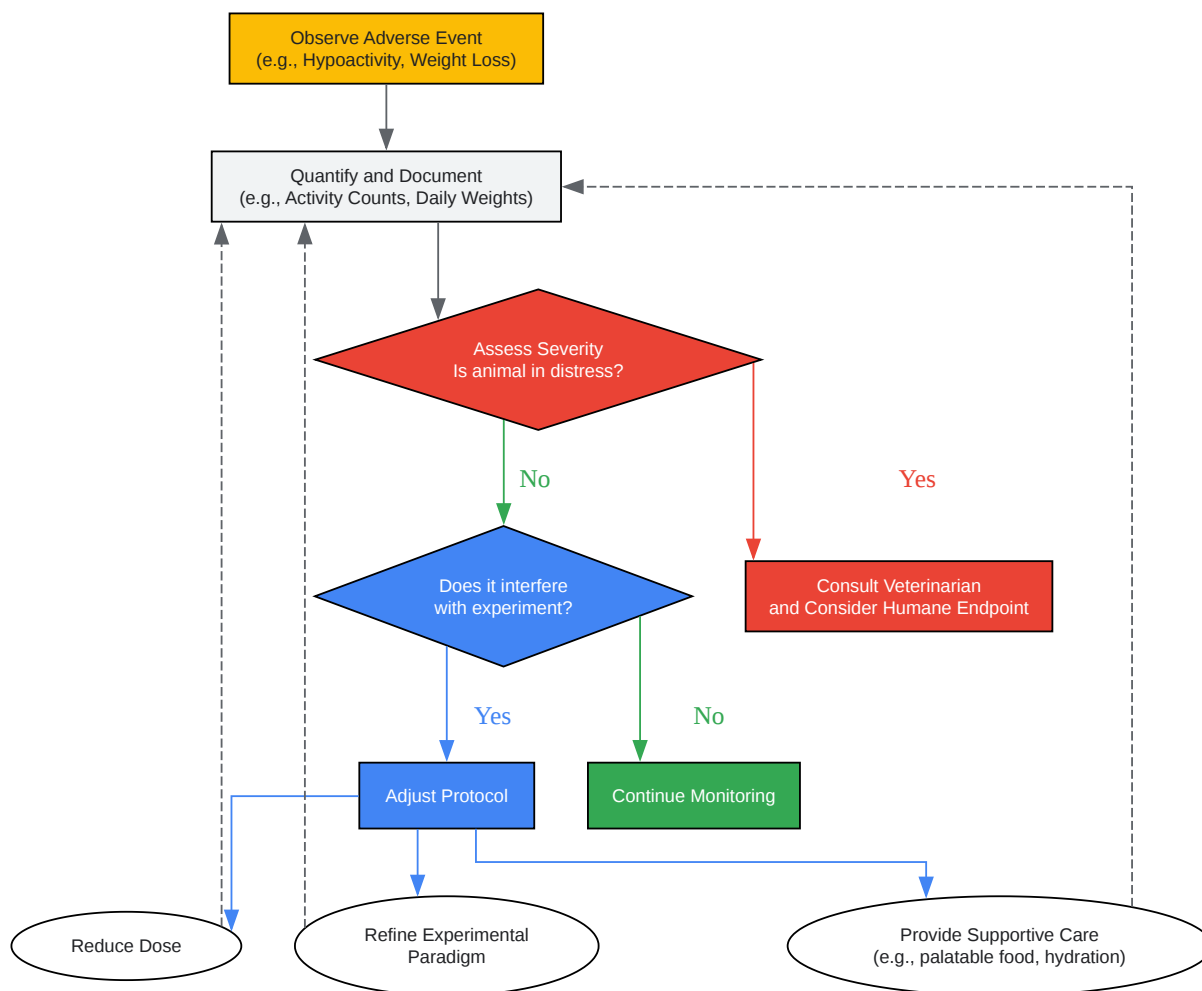 Observe Adverse Event
(e.g., Hypoactivity, Weight Loss)
Quantify and Document
(e.g., Activity Counts, Daily Weights)
Assess Severity
Is animal in distress?
No
Yes
Does it interfere
with experiment?
Consult Veterinarian
and Consider Humane Endpoint
Yes
No
Adjust Protocol
Continue Monitoring
Reduce Dose
Refine Experimental
Paradigm
Provide Supportive Care
(e.g., palatable food, hydration)